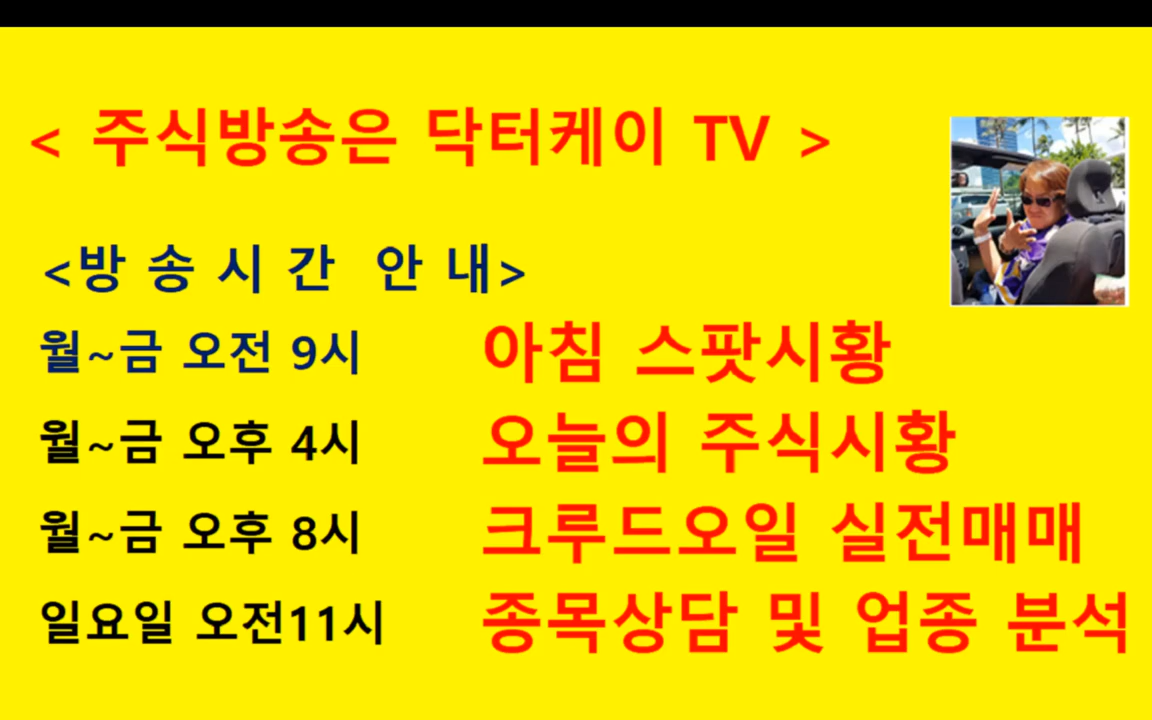 < 주식방송은 닥터케이 TV >
<방 송 시 간 안 내>
월~금 오전 9시 아침 스팟시황
월~금 오후 4시 오늘의 주식시황
월~금 오후 8시 크루드오일 실전매매
일요일 오전11시 종목상담 및 업종 분석